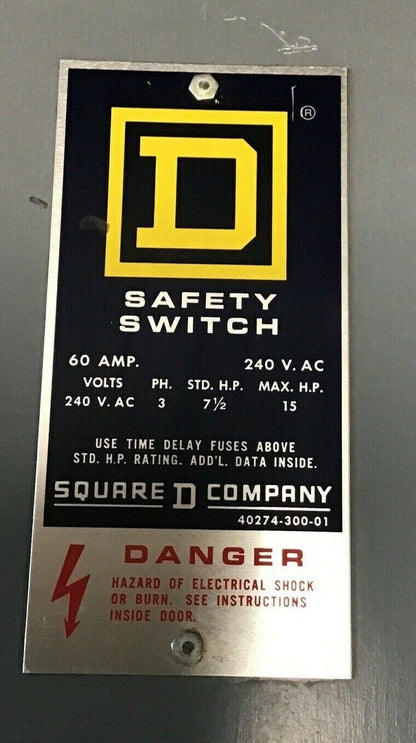 D ®
SAFETY
SWITCH
60 AMP. 240 V. AC
VOLTS PH. STD. H.P. MAX. H.P.
240 V. AC 3 7½ 15
USE TIME DELAY FUSES ABOVE
STD. H.P. RATING. ADD'L. DATA INSIDE.
SQUARE D COMPANY
40274-300-01
DANGER
HAZARD OF ELECTRICAL SHOCK
OR BURN. SEE INSTRUCTIONS
INSIDE DOOR.